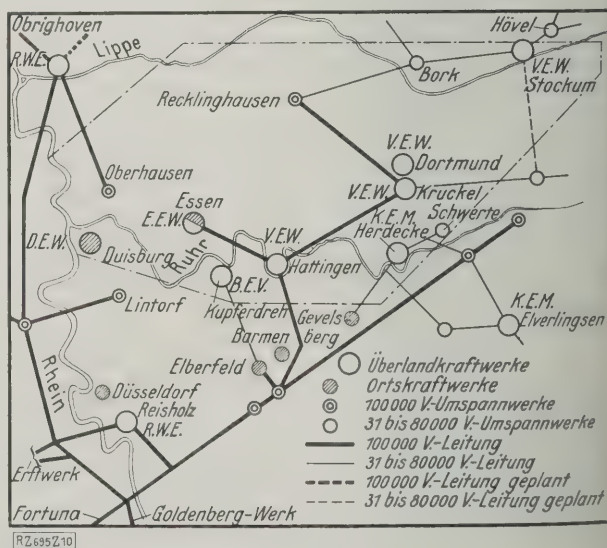 Obrighoven
R.W.E.
Lippe
Hövel
Bork
V.E.W.
Stockum
Recklinghausen
V.E.W.
Dortmund
Oberhausen
V.E.W.
Kruckel
Essen
E.E.W.
K.E.M.
Schwerte
Herdecke
V.E.W.
Hattingen
D.E.W.
Duisburg
Ruhr
B.E.V.
Kupferdreh
Lintorf
Gevels
berg
K.E.M.
Elverlingsen
Barmen
Elberfeld
Rhein
Düsseldorf
Reisholz
R.W.E.
Erftwerk
Fortuna
Goldenberg-Werk
Überlandkraftwerke
Ortskraftwerke
100000 V.-Umspannwerke
31 bis 80000 V.-Umspannwerke
100000 V.-Leitung
31 bis 80000 V.-Leitung
100000 V.-Leitung geplant
31 bis 80000 V.-Leitung geplant
RZ695Z10